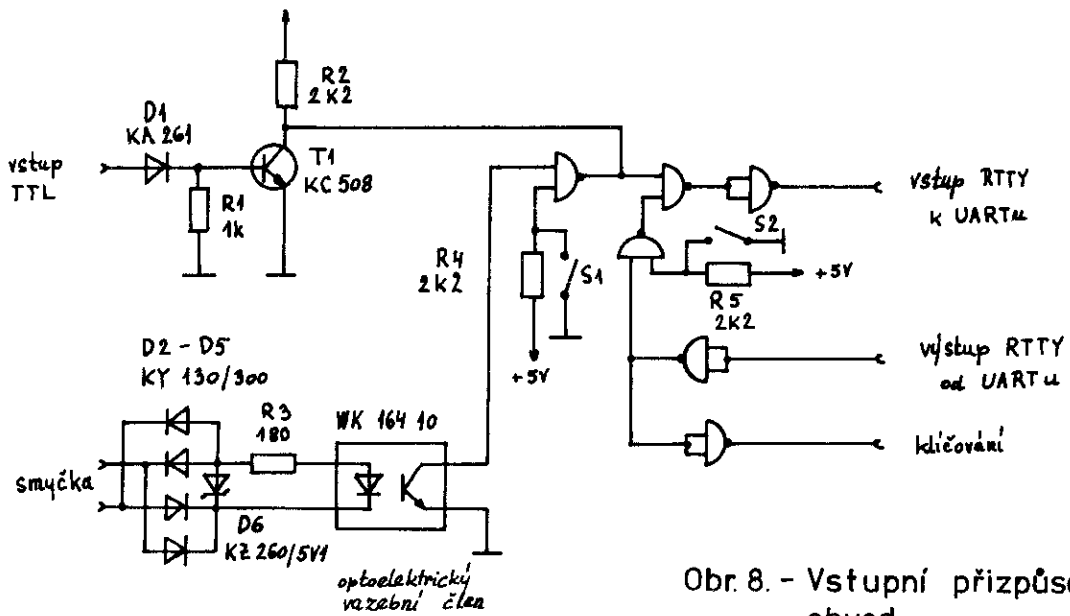 R2
2K2
D1
KA 261
vstup
TTL
T1
KC 508
R1
1k
vstup RTTY
k UARTu
S2
R4
2K2
S1
+5V
R5
2K2
+5V
D2 - D5
KY 130/300
výstup RTTY
od UARTu
R3
180
WK 164 10
klíčování
smyčka
D6
KZ 260/5V1
optoelektrický
vazební člen
Obr. 8. - Vstupní přizpůso
obvod